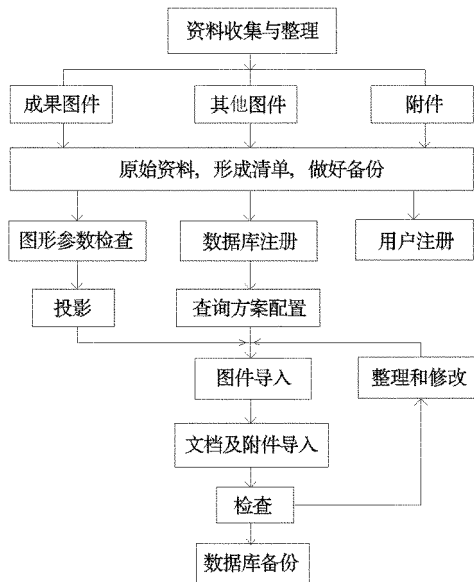 资料收集与整理
成果图件
其他图件
附件
原始资料，形成清单，做好备份
图形参数检查
数据库注册
用户注册
投影
查询方案配置
图件导入
整理和修改
文档及附件导入
检查
数据库备份